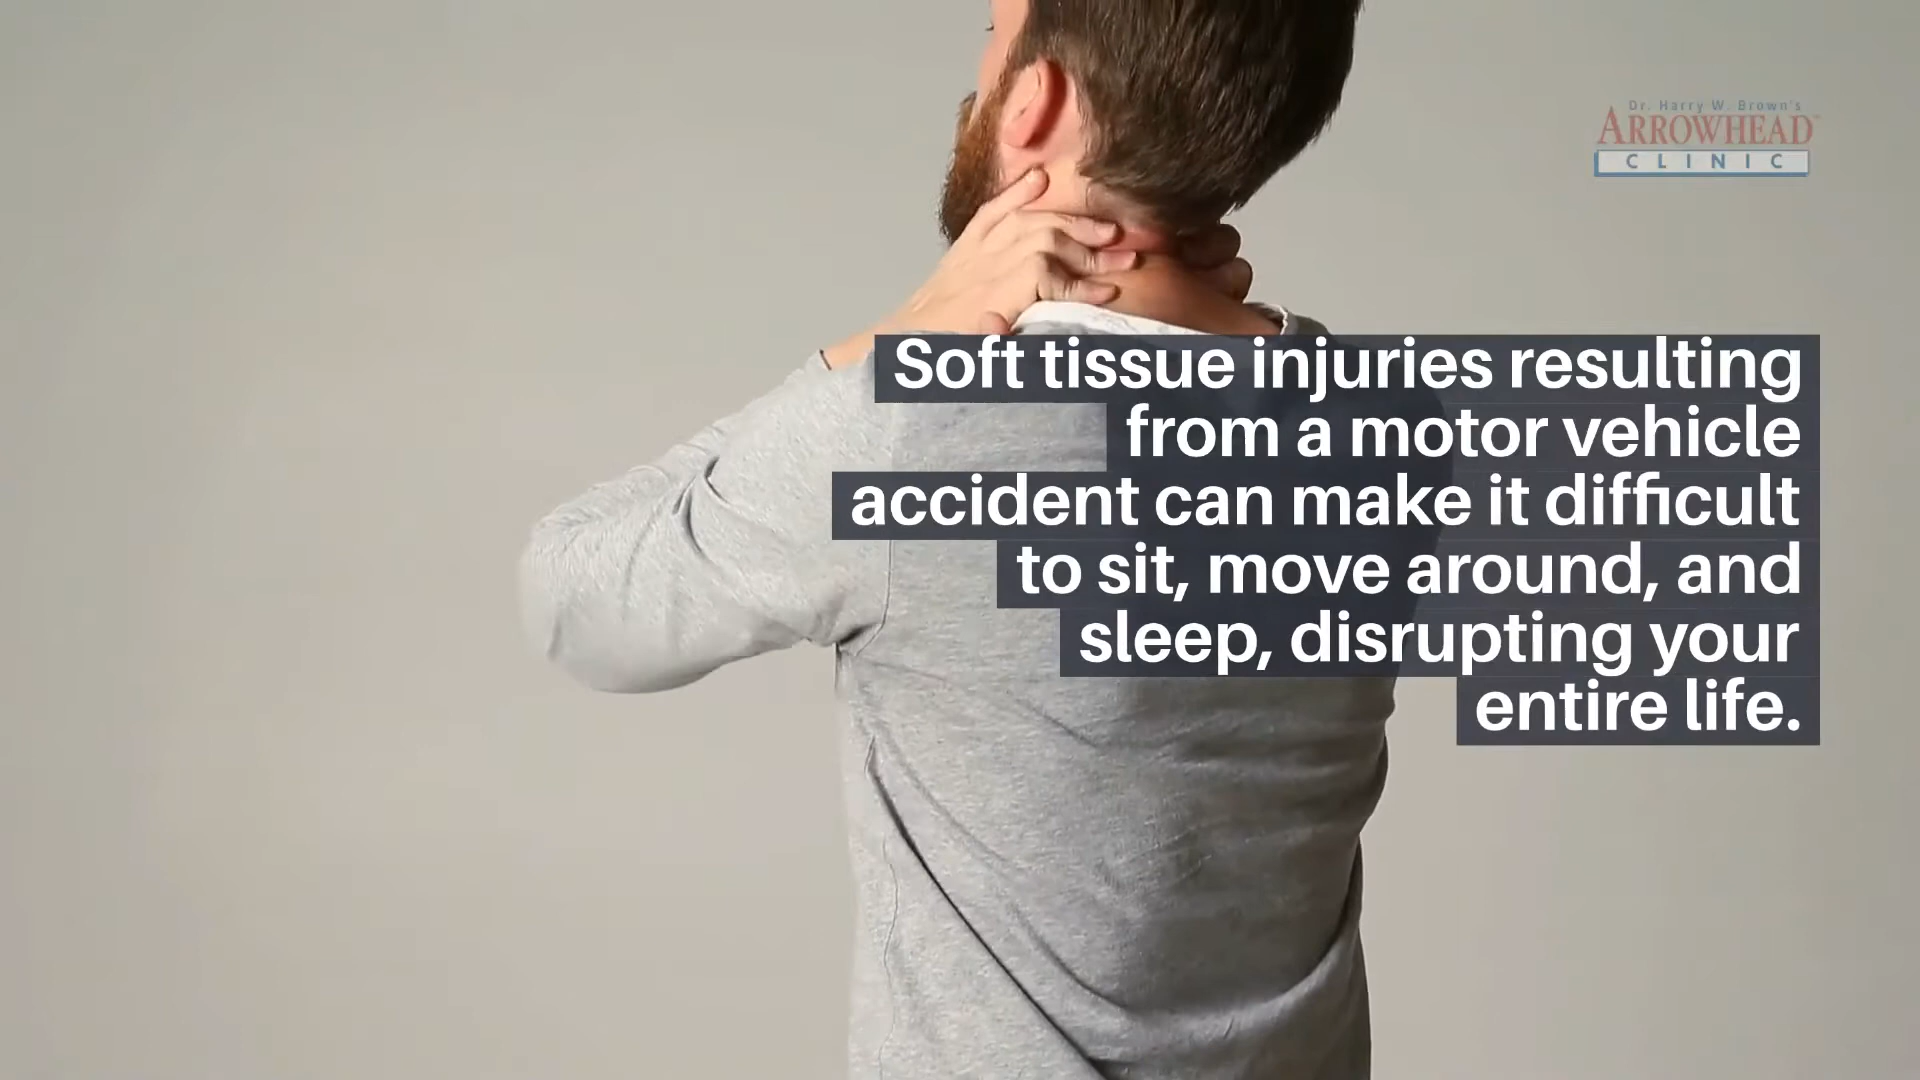 Dr. Harry W. Brown's
ARROWHEAD™
CLINIC
Soft tissue injuries resulting
from a motor vehicle
accident can make it difficult
to sit, move around, and
sleep, disrupting your
entire life.